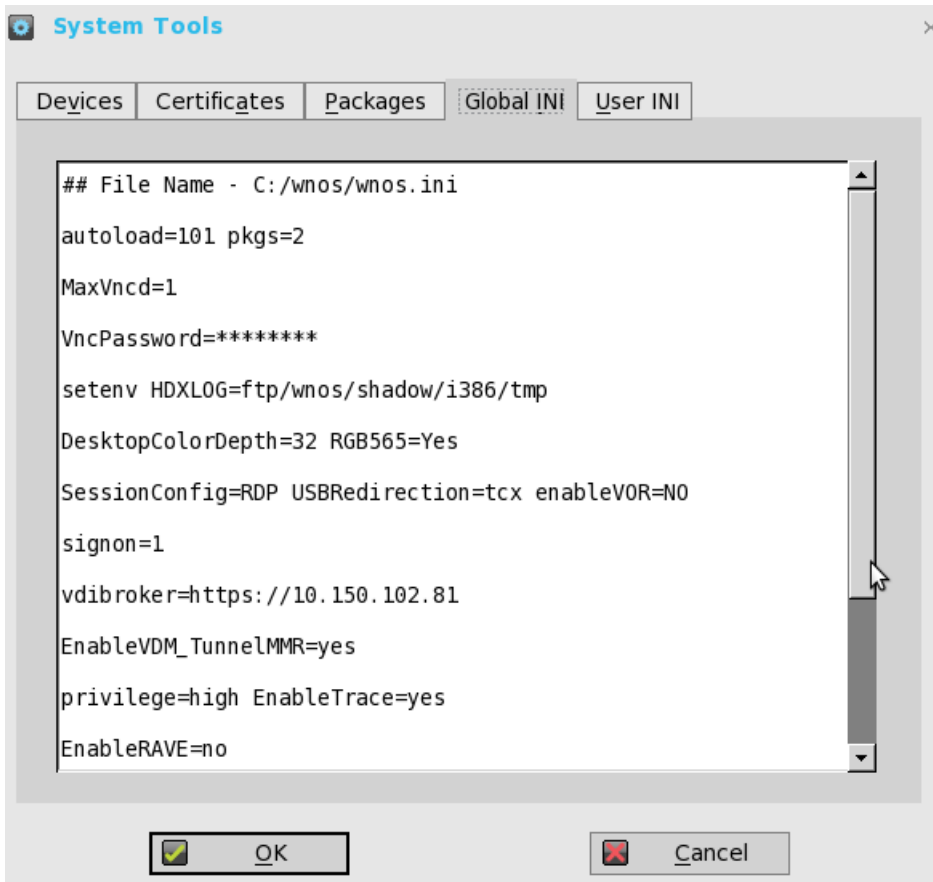 System Tools
Devices Certificates Packages Global INI User INI
## File Name - C:/wnos/wnos.ini
autoload=101 pkgs=2
MaxVncd=1
VncPassword=********
setenv HDXLOG=ftp/wnos/shadow/i386/tmp
DesktopColorDepth=32 RGB565=Yes
SessionConfig=RDP USBRedirection=tcx enableVOR=NO
signon=1
vdibroker=https://10.150.102.81
EnableVDM_TunnelMMR=yes
privilege=high EnableTrace=yes
EnableRAVE=no
OK Cancel